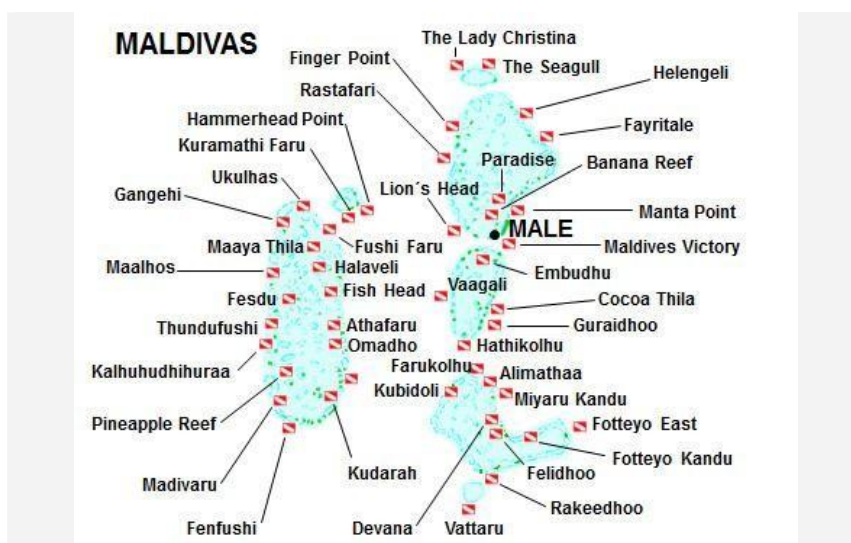 MALDIVAS
The Lady Christina
The Seagull
Finger Point
Rastafari
Helengeli
Fayritale
Hammerhead Point
Kuramathi Faru
Ukulhas
Gangehi
Paradise
Banana Reef
Lion´s Head
Manta Point
MALE
Maldives Victory
Maaya Thila
Fushi Faru
Maalhos
Halaveli
Embudhu
Fesdu
Fish Head
Vaagali
Cocoa Thila
Thundufushi
Athafaru
Guraidhoo
Omadho
Hathikolhu
Kalhuhudhihuraa
Farukolhu
Alimathaa
Kubidoli
Miyaru Kandu
Pineapple Reef
Fotteyo East
Fotteyo Kandu
Madivaru
Kudarah
Felidhoo
Rakeedhoo
Fenfushi
Devana
Vattaru